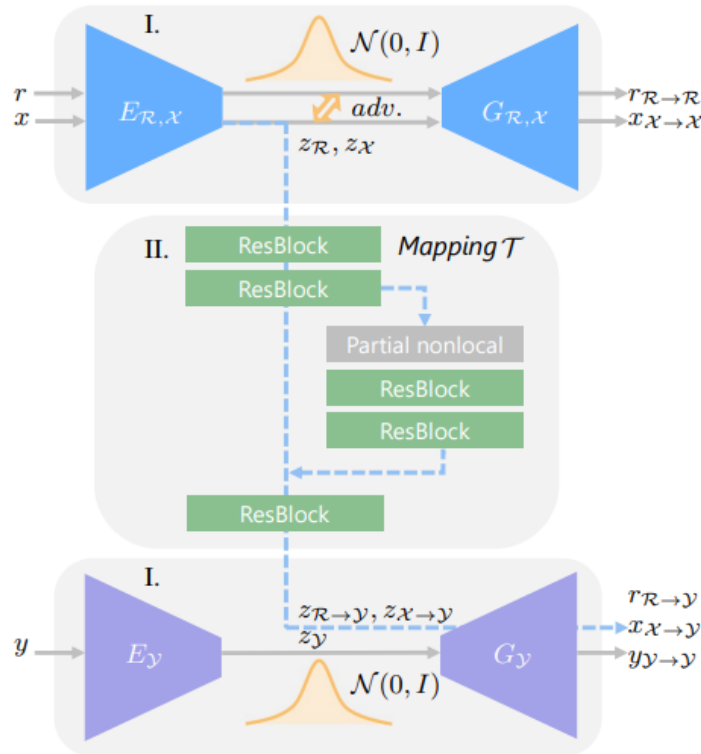 I.
𝒩(0, I)
r
x
E_{ℛ,𝒳}
adv.
G_{ℛ,𝒳}
r_{ℛ→ℛ}
x_{𝒳→𝒳}
z_ℛ, z_𝒳
II.
Mapping 𝒯
ResBlock
ResBlock
Partial nonlocal
ResBlock
ResBlock
ResBlock
I.
z_{ℛ→𝒴}, z_{𝒳→𝒴}
z_𝒴
y
E_𝒴
G_𝒴
r_{ℛ→𝒴}
x_{𝒳→𝒴}
y_{𝒴→𝒴}
𝒩(0, I)